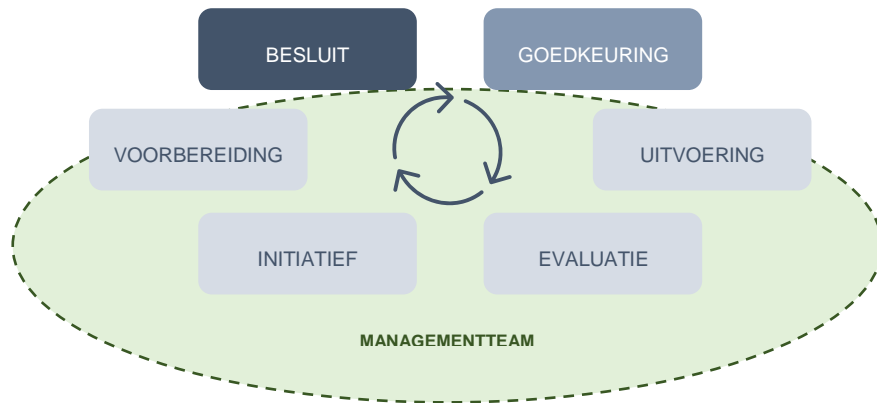 BESLUIT
GOEDKEURING
VOORBEREIDING
UITVOERING
INITIATIEF
EVALUATIE
MANAGEMENTTEAM